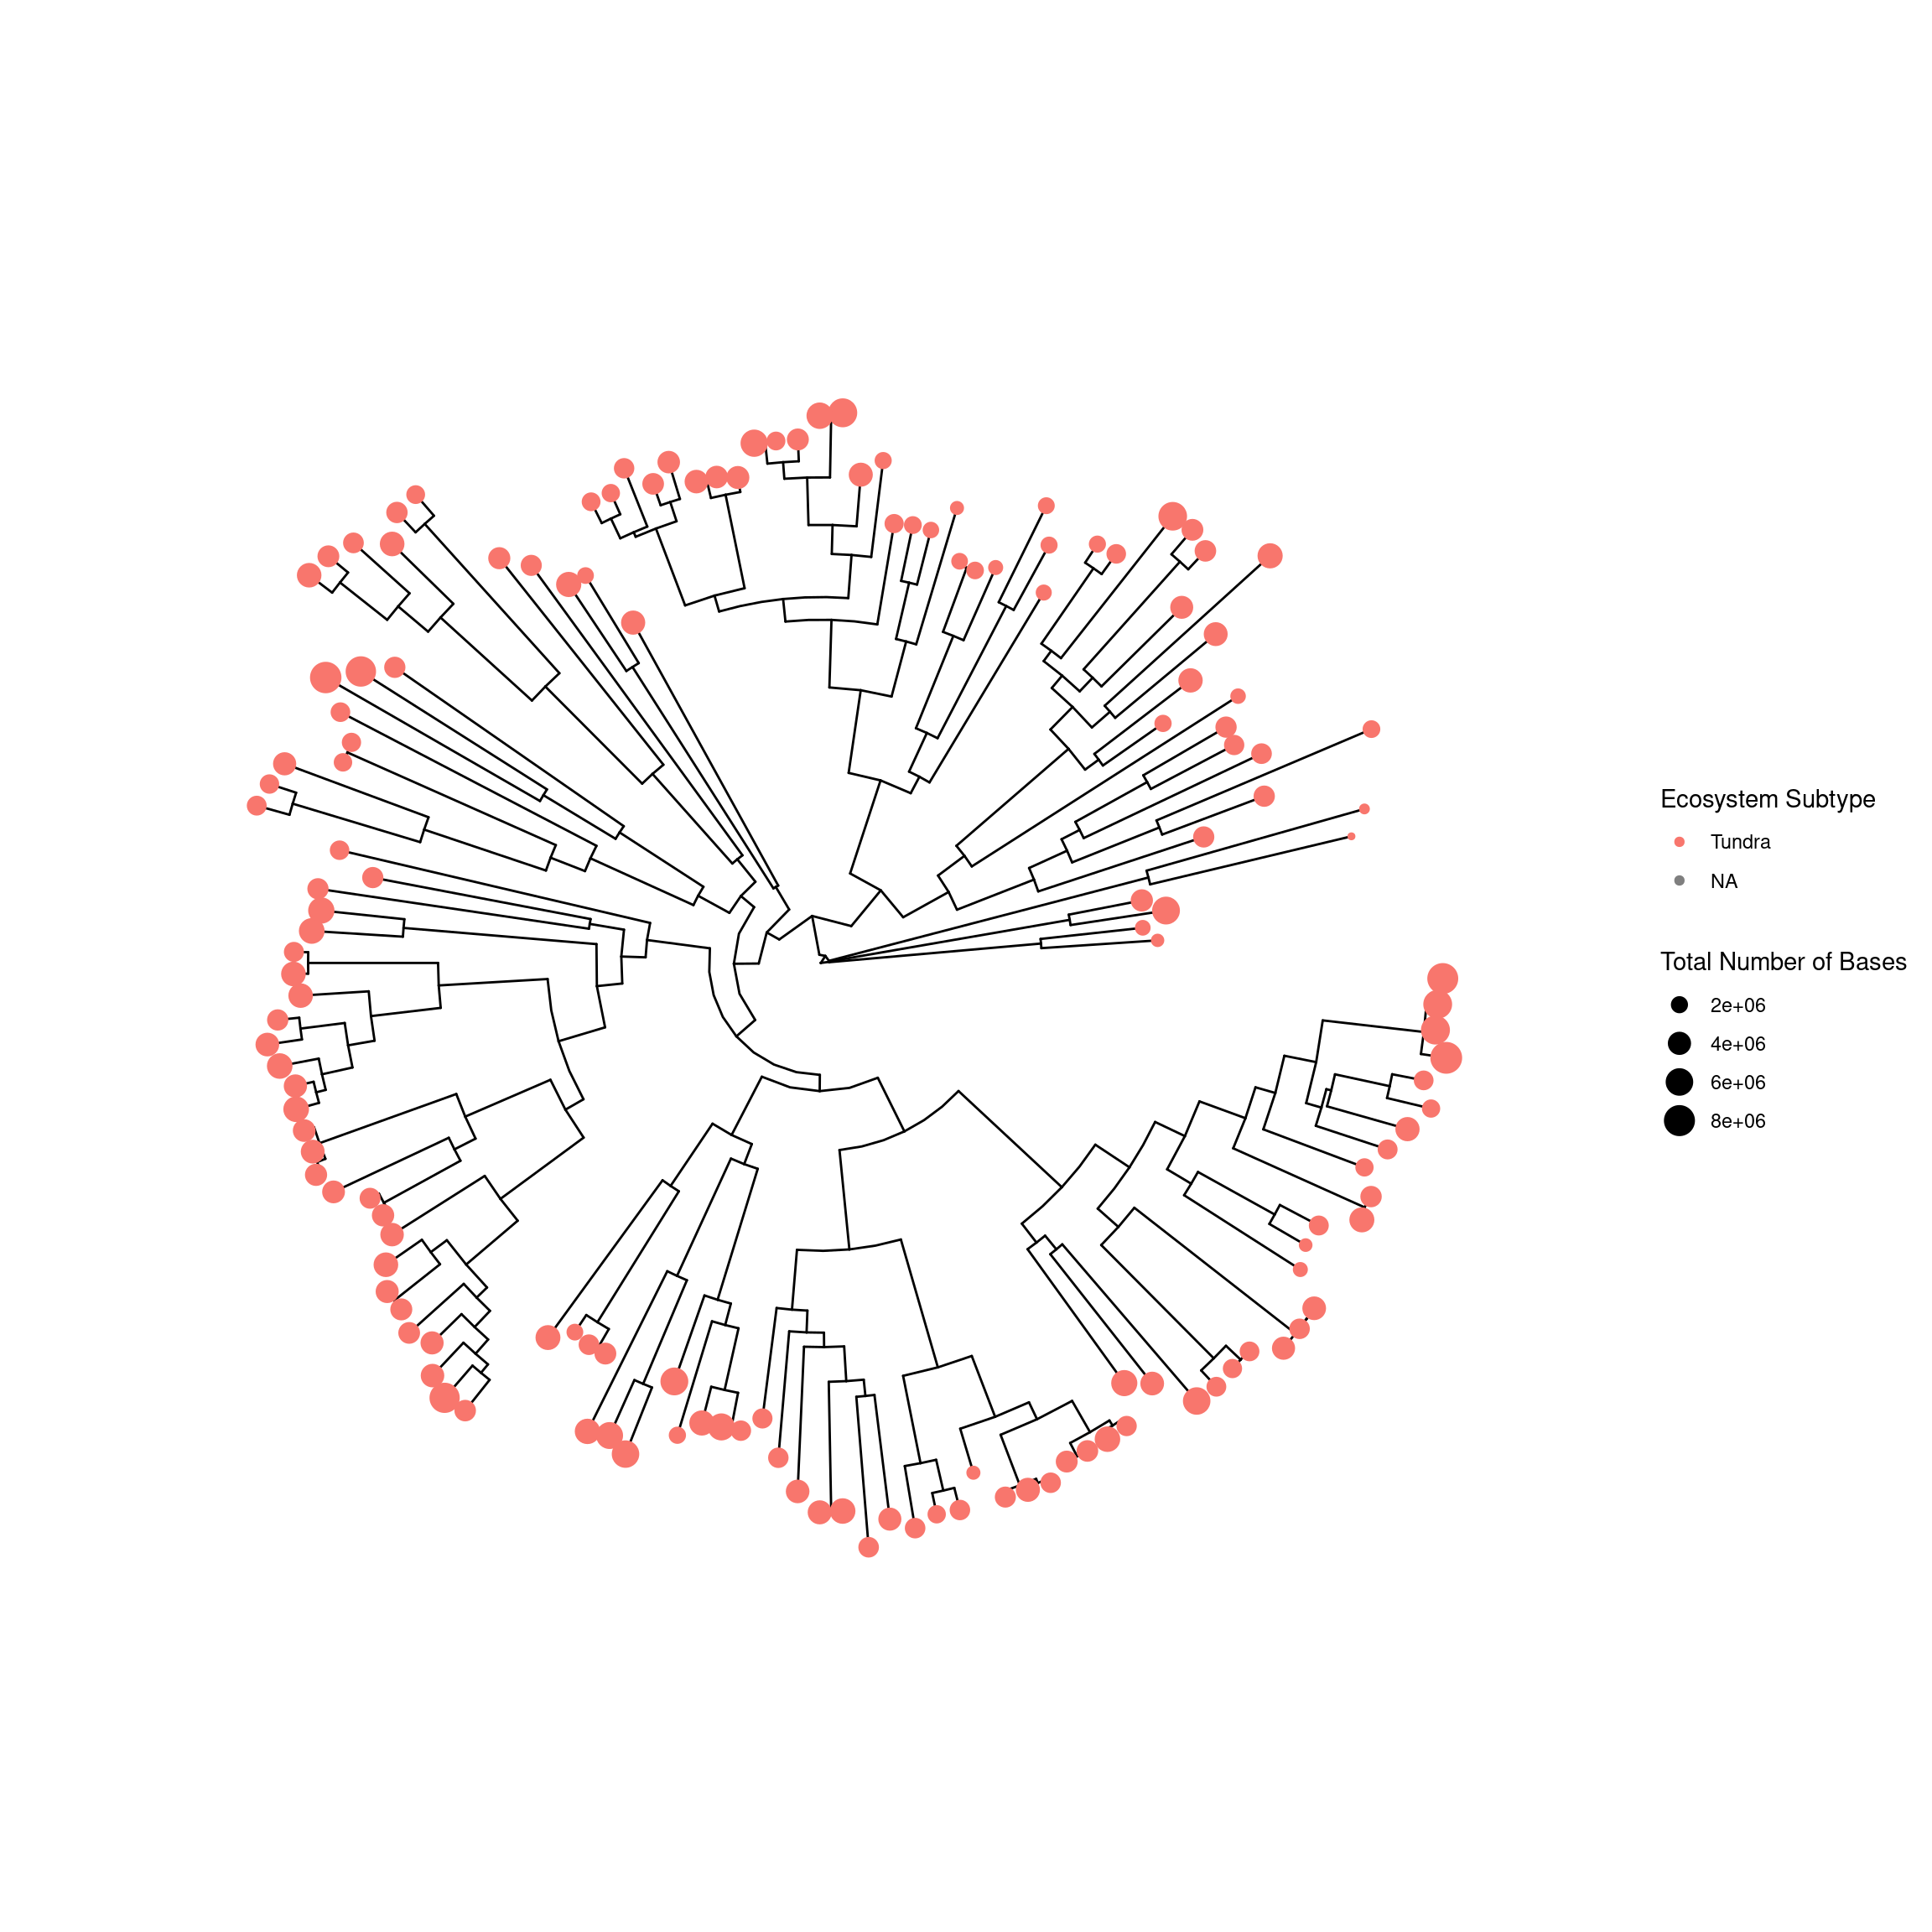 Ecosystem Subtype
Tundra
NA
Total Number of Bases
2e+06
4e+06
6e+06
8e+06